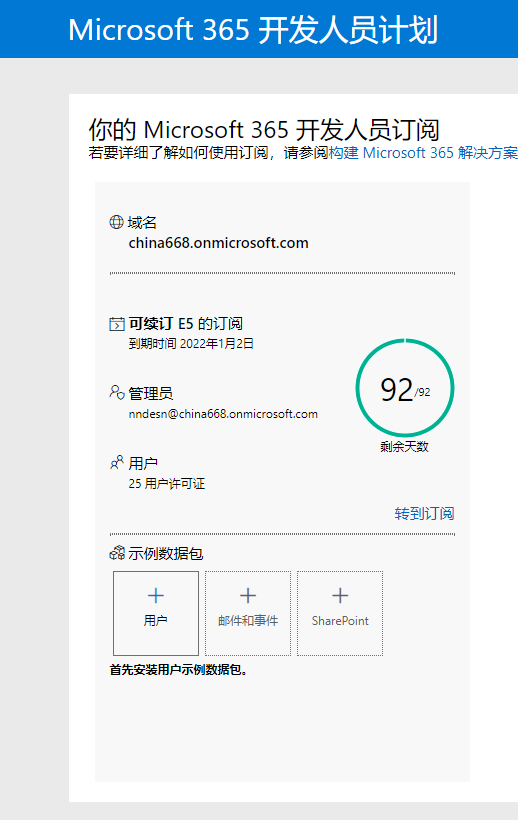 Microsoft 365 开发人员计划
你的 Microsoft 365 开发人员订阅
若要详细了解如何使用订阅，请参阅构建 Microsoft 365 解决方案
域名
china668.onmicrosoft.com
可续订 E5 的订阅
到期时间 2022年1月2日
92/92
剩余天数
管理员
nndesn@china668.onmicrosoft.com
用户
25 用户许可证
转到订阅
示例数据包
用户 邮件和事件 SharePoint
首先安装用户示例数据包。